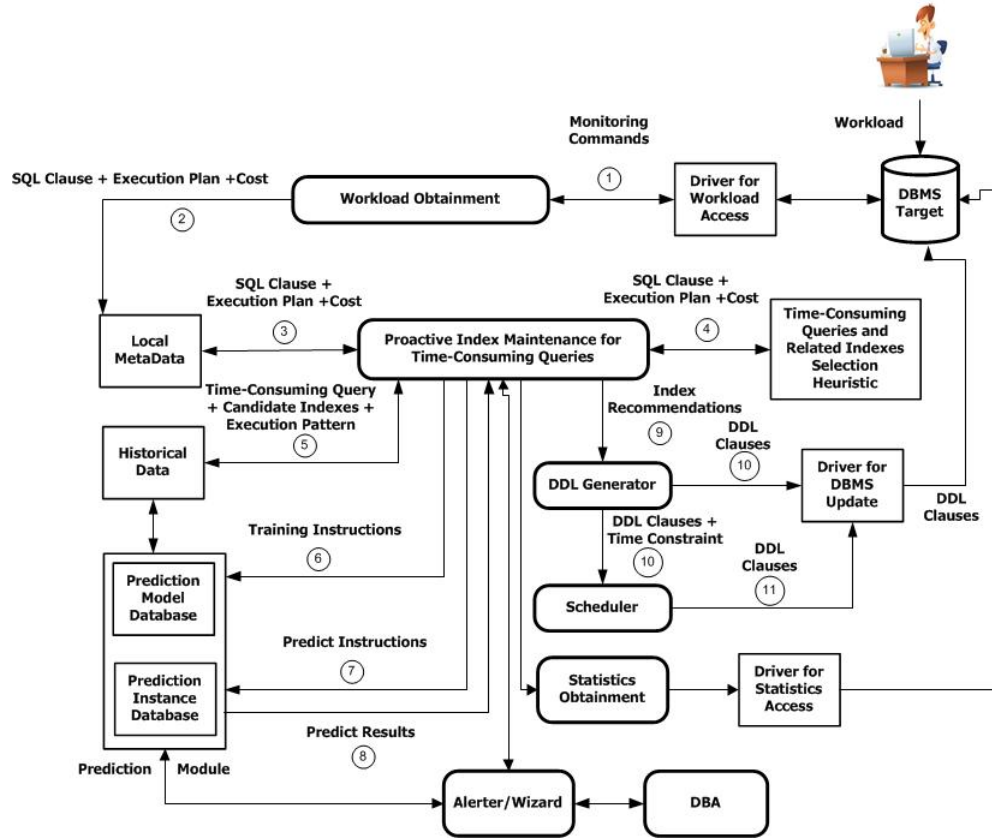 Workload
Monitoring
Commands
1
SQL Clause + Execution Plan +Cost
2
Workload Obtainment
Driver for
Workload
Access
DBMS
Target
SQL Clause +
Execution Plan +Cost
3
SQL Clause +
Execution Plan +Cost
4
Local
MetaData
Proactive Index Maintenance for
Time-Consuming Queries
Time-Consuming
Queries and
Related Indexes
Selection
Heuristic
Time-Consuming Query
+ Candidate Indexes +
Execution Pattern
5
Index
Recommendations
9
DDL
Clauses
10
Historical
Data
DDL Generator
Driver for
DBMS
Update
DDL
Clauses
Training Instructions
6
DDL Clauses +
Time Constraint
10
DDL
Clauses
11
Prediction
Model
Database
Scheduler
Predict Instructions
7
Prediction
Instance
Database
Statistics
Obtainment
Driver for
Statistics
Access
Predict Results
8
Prediction Module
Alerter/Wizard
DBA